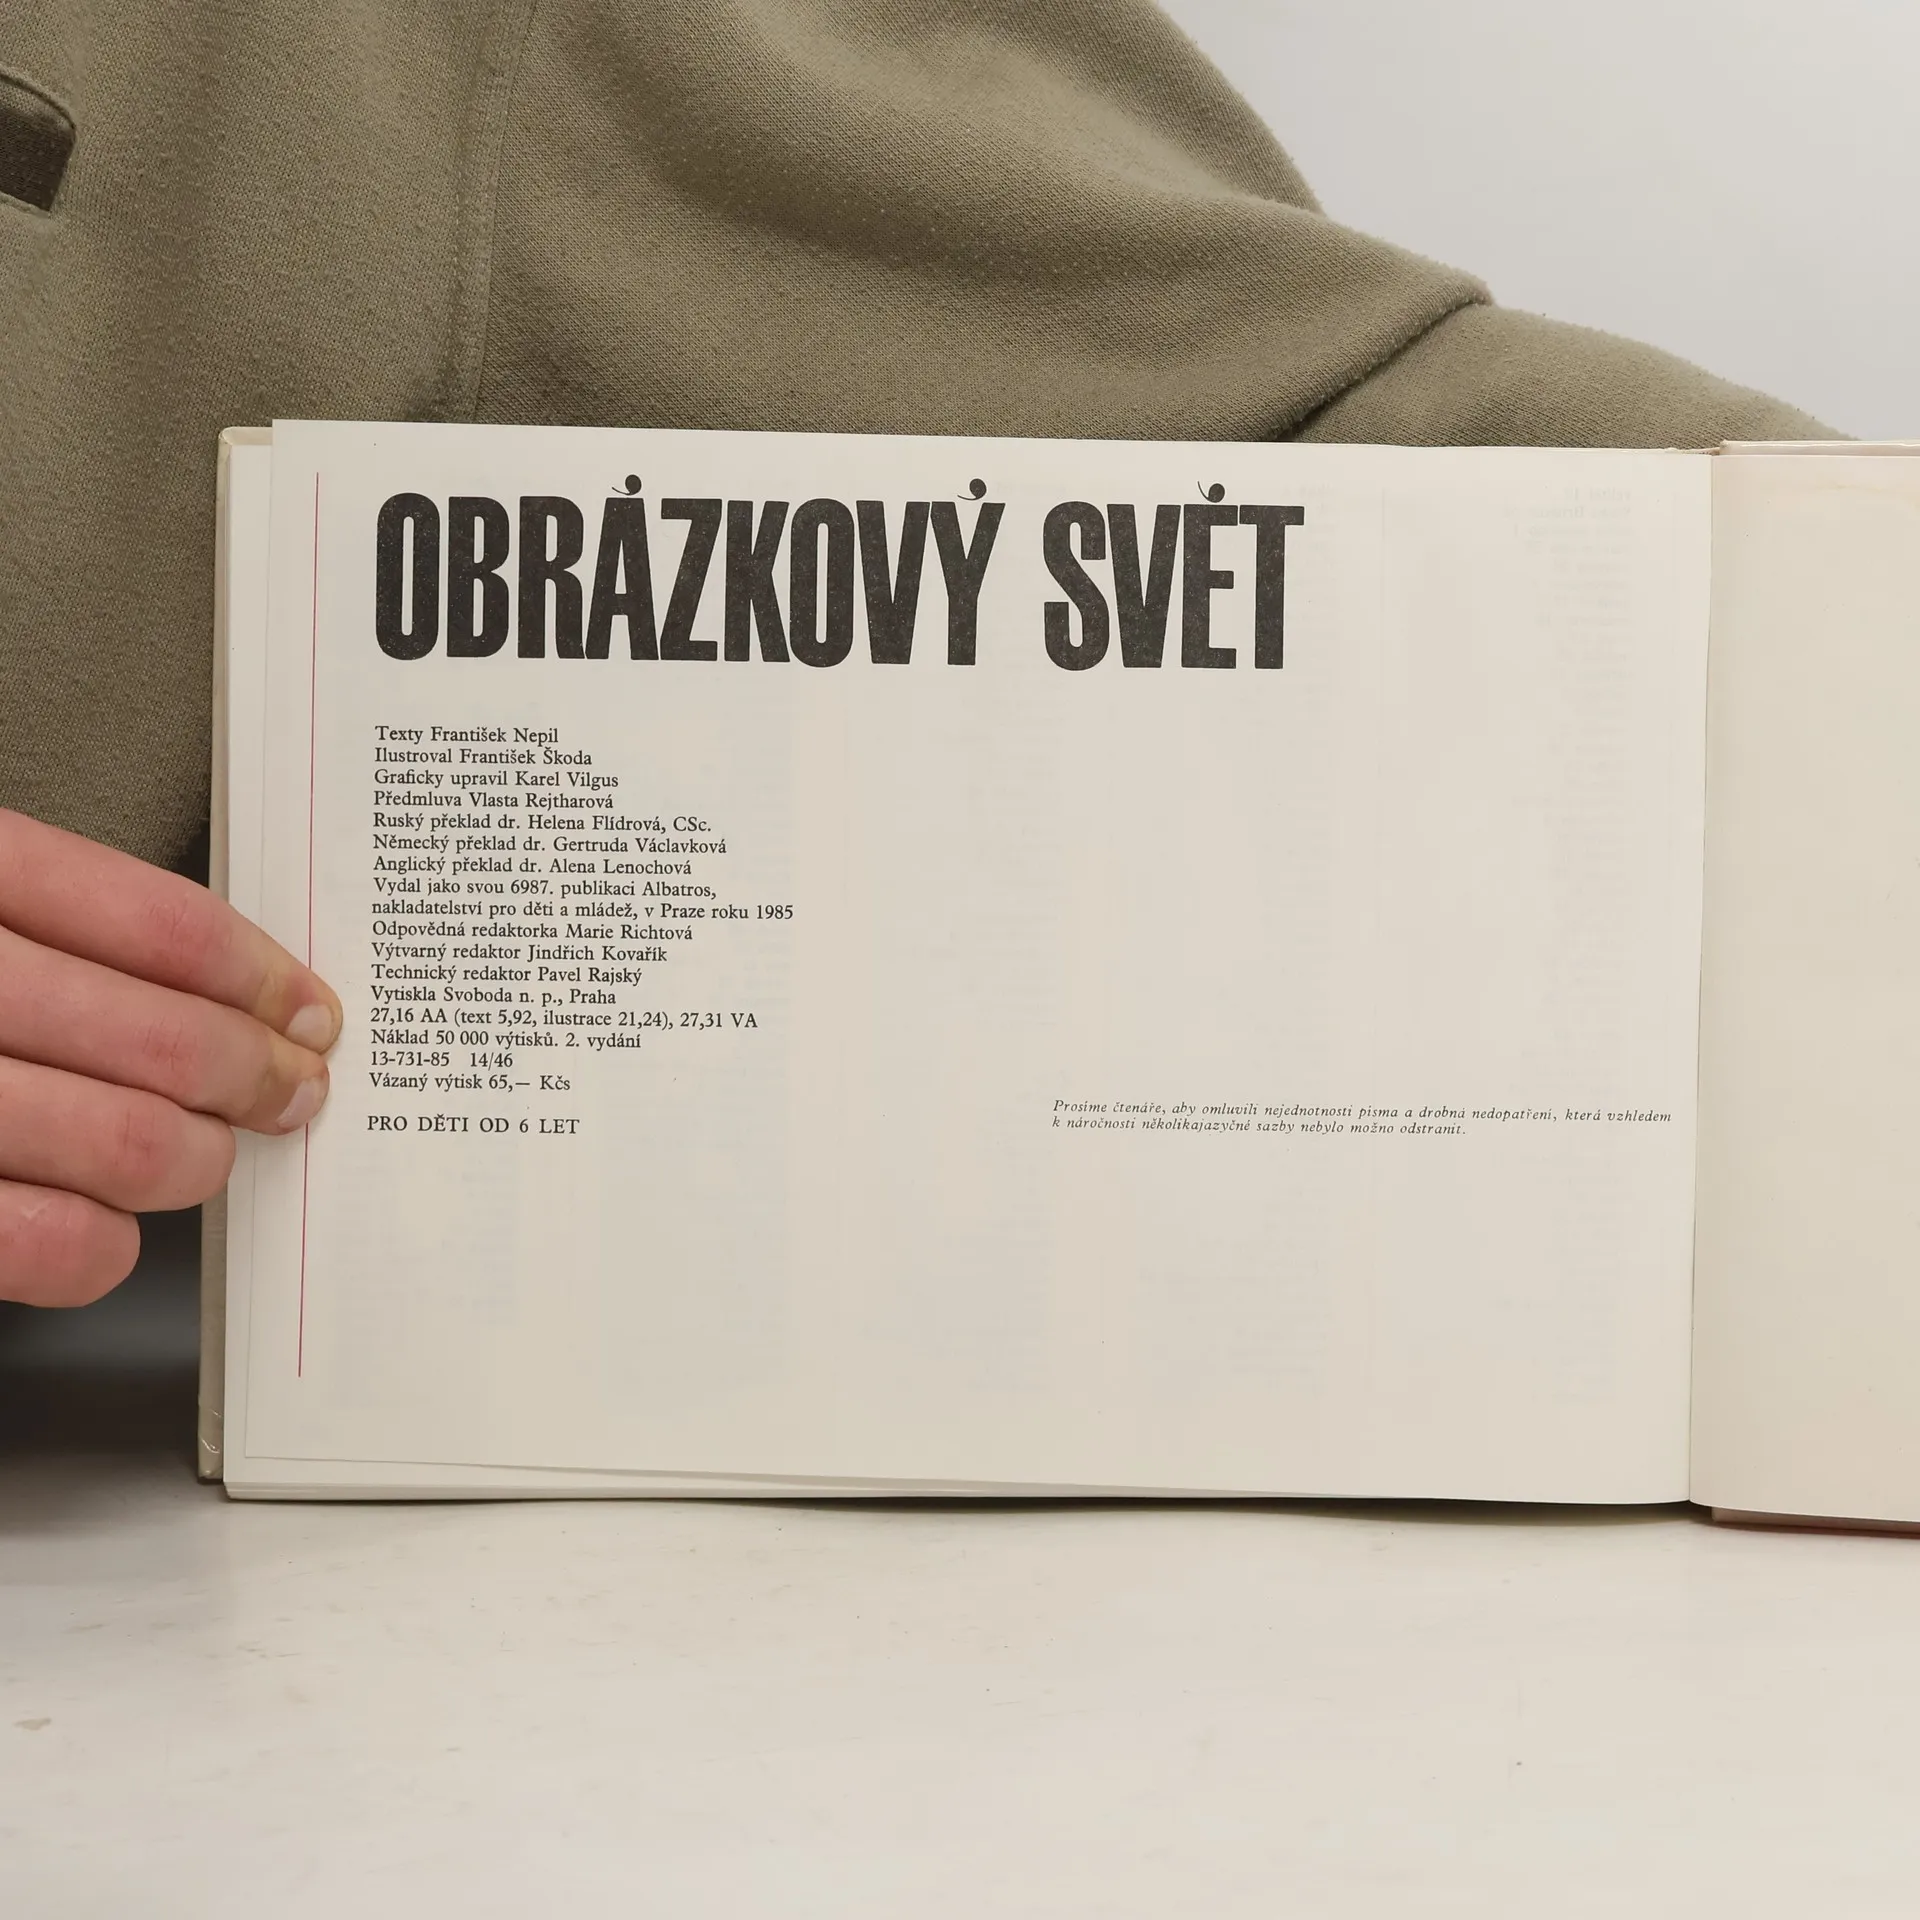 OBRÁZKOVÝ SVĚT
Texty František Nepil
Ilustroval František Škoda
Graficky upravil Karel Vilgus
Předmluva Vlasta Rejtharová
Ruský překlad dr. Helena Flídrová, CSc.
Německý překlad dr. Gertruda Václavková
Anglický překlad dr. Alena Lenochová
Vydal jako svou 6987. publikaci Albatros,
nakladatelství pro děti a mládež, v Praze roku 1985
Odpovědná redaktorka Marie Richtová
Výtvarný redaktor Jindřich Kovařík
Technický redaktor Pavel Rajský
Vytiskla Svoboda n. p., Praha
27,16 AA (text 5,92, ilustrace 21,24), 27,31 VA
Náklad 50 000 výtisků. 2. vydání
13-731-85 14/46
Vázaný výtisk 65,— Kčs
PRO DĚTI OD 6 LET
Prosíme čtenáře, aby omluvili nejednotnosti písma a drobná nedopatření, která vzhledem
k náročnosti několikajazyčné sazby nebylo možno odstranit.